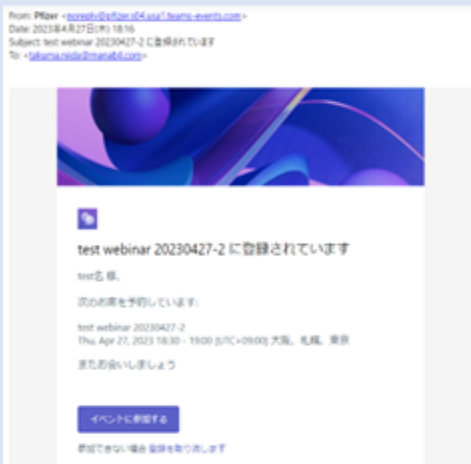 From: Pfizer <noreply@pfizer.s04.usa1.teams-events.com>
Date: 2023年4月27日(木) 18:16
Subject: test webinar 20230427-2 に登録されています
To: <takuma.neida@manabil.com>
test webinar 20230427-2 に登録されています
test名 様、
次のお席を予約しています:
test webinar 20230427-2
Thu, Apr 27, 2023 18:30 - 19:00 (UTC+09:00) 大阪、札幌、東京
またお会いしましょう
イベントに参加する
参加できない場合 登録を取り消します